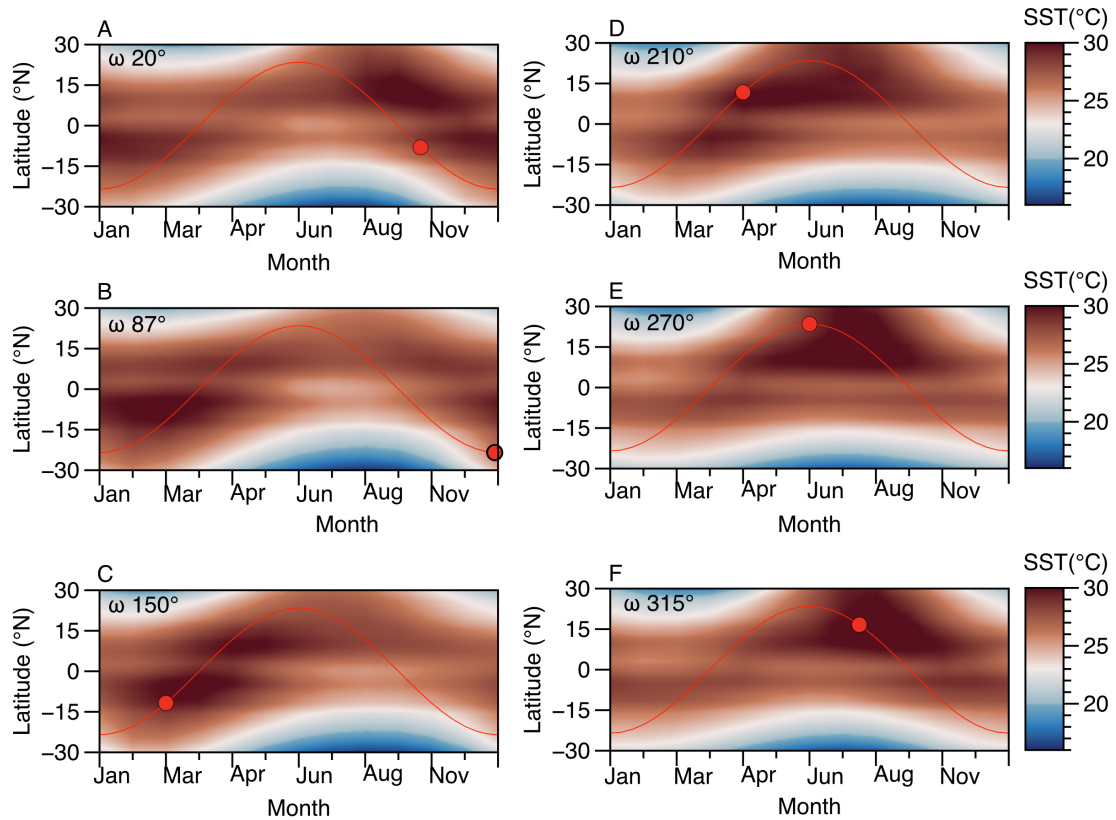 A
ω 20°
30
15
0
−15
−30
Latitude (°N)
Jan Mar Apr Jun Aug Nov
Month
D
ω 210°
30
15
0
−15
−30
Latitude (°N)
Jan Mar Apr Jun Aug Nov
Month
SST(°C)
30
25
20
B
ω 87°
30
15
0
−15
−30
Latitude (°N)
Jan Mar Apr Jun Aug Nov
Month
E
ω 270°
30
15
0
−15
−30
Latitude (°N)
Jan Mar Apr Jun Aug Nov
Month
SST(°C)
30
25
20
C
ω 150°
30
15
0
−15
−30
Latitude (°N)
Jan Mar Apr Jun Aug Nov
Month
F
ω 315°
30
15
0
−15
−30
Latitude (°N)
Jan Mar Apr Jun Aug Nov
Month
SST(°C)
30
25
20